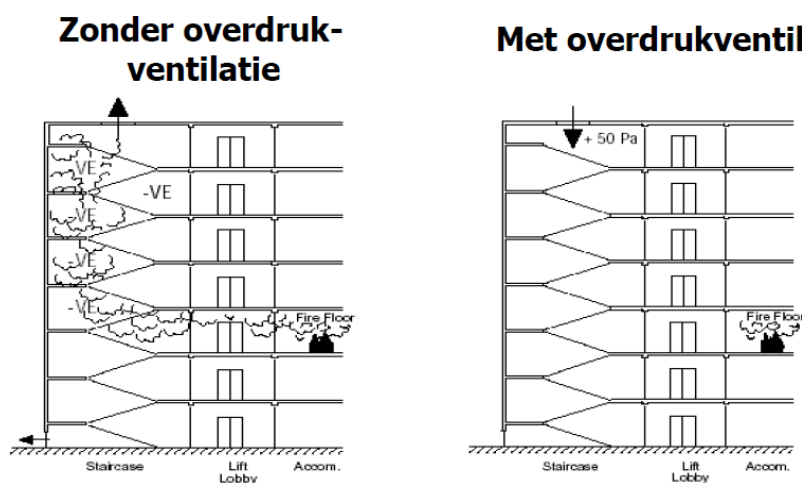 Zonder overdruk-
ventilatie
-VE
-VE
-VE
-VE
-VE
Fire Floor
Staircase
Lift
Lobby
Accom.
Met overdrukventil
+ 50 Pa
Fire Floor
Staircase
Lift
Lobby
Accom.